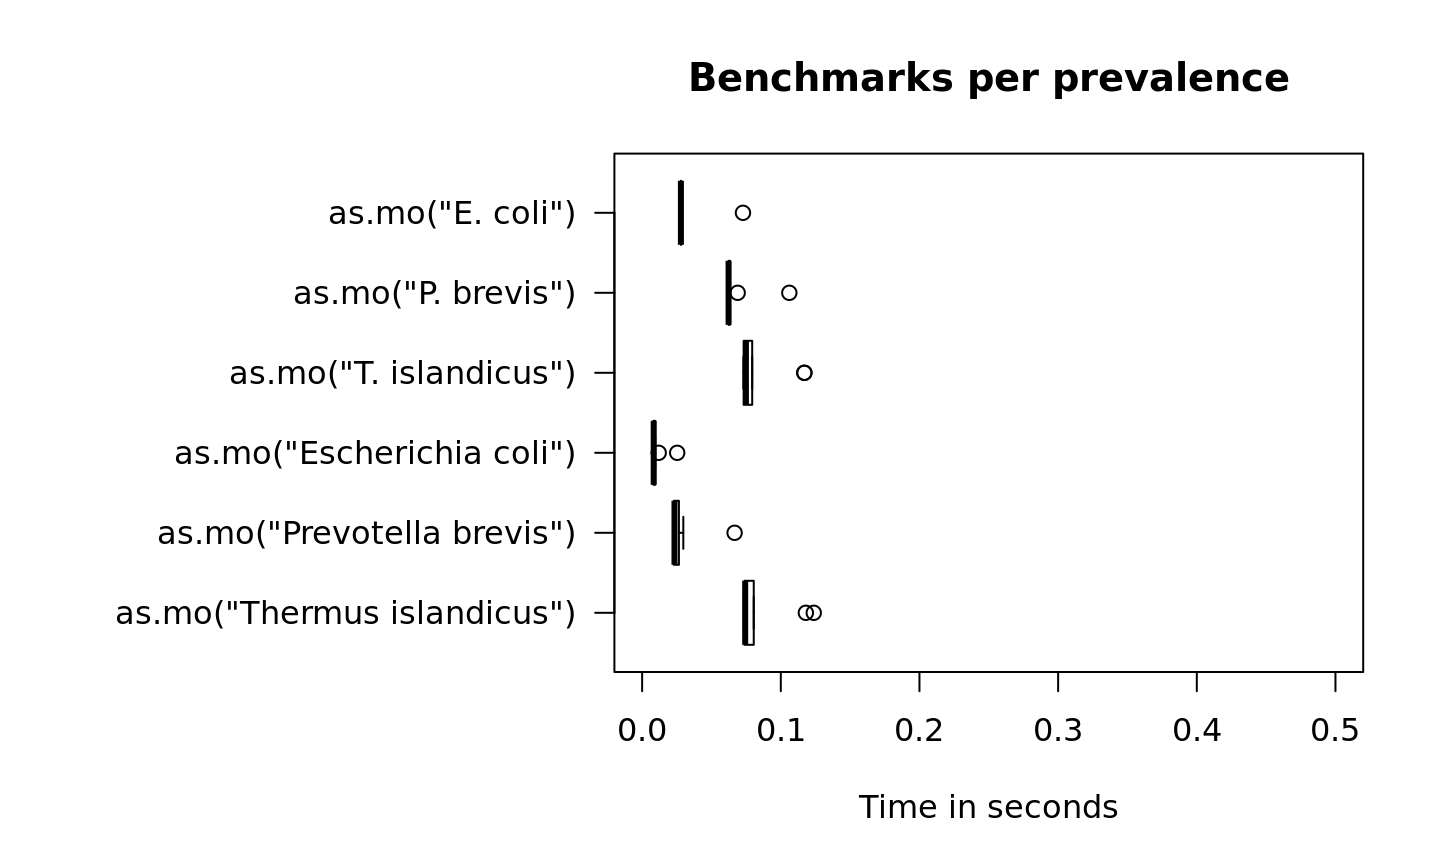 Benchmarks per prevalence
as.mo("E. coli")
as.mo("P. brevis")
as.mo("T. islandicus")
as.mo("Escherichia coli")
as.mo("Prevotella brevis")
as.mo("Thermus islandicus")
0.0 0.1 0.2 0.3 0.4 0.5
Time in seconds